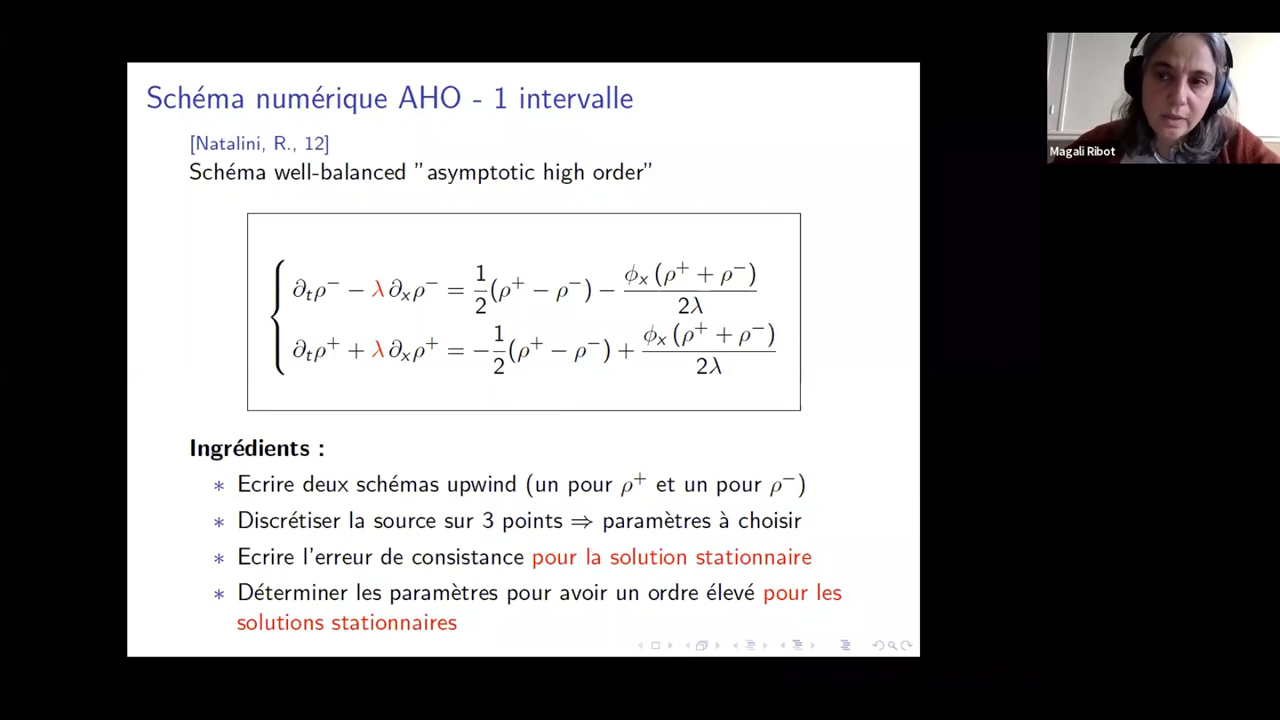 Schéma numérique AHO - 1 intervalle
[Natalini, R., 12]
Schéma well-balanced "asymptotic high order"
∂ₜρ⁻ − λ ∂ₓρ⁻ = 1/2 (ρ⁺ − ρ⁻) − ϕₓ (ρ⁺ + ρ⁻) / 2λ
∂ₜρ⁺ + λ ∂ₓρ⁺ = − 1/2 (ρ⁺ − ρ⁻) + ϕₓ (ρ⁺ + ρ⁻) / 2λ
Ingrédients :
∗ Ecrire deux schémas upwind (un pour ρ⁺ et un pour ρ⁻)
∗ Discrétiser la source sur 3 points ⇒ paramètres à choisir
∗ Ecrire l'erreur de consistance pour la solution stationnaire
∗ Déterminer les paramètres pour avoir un ordre élevé pour les
solutions stationnaires
Magali Ribot